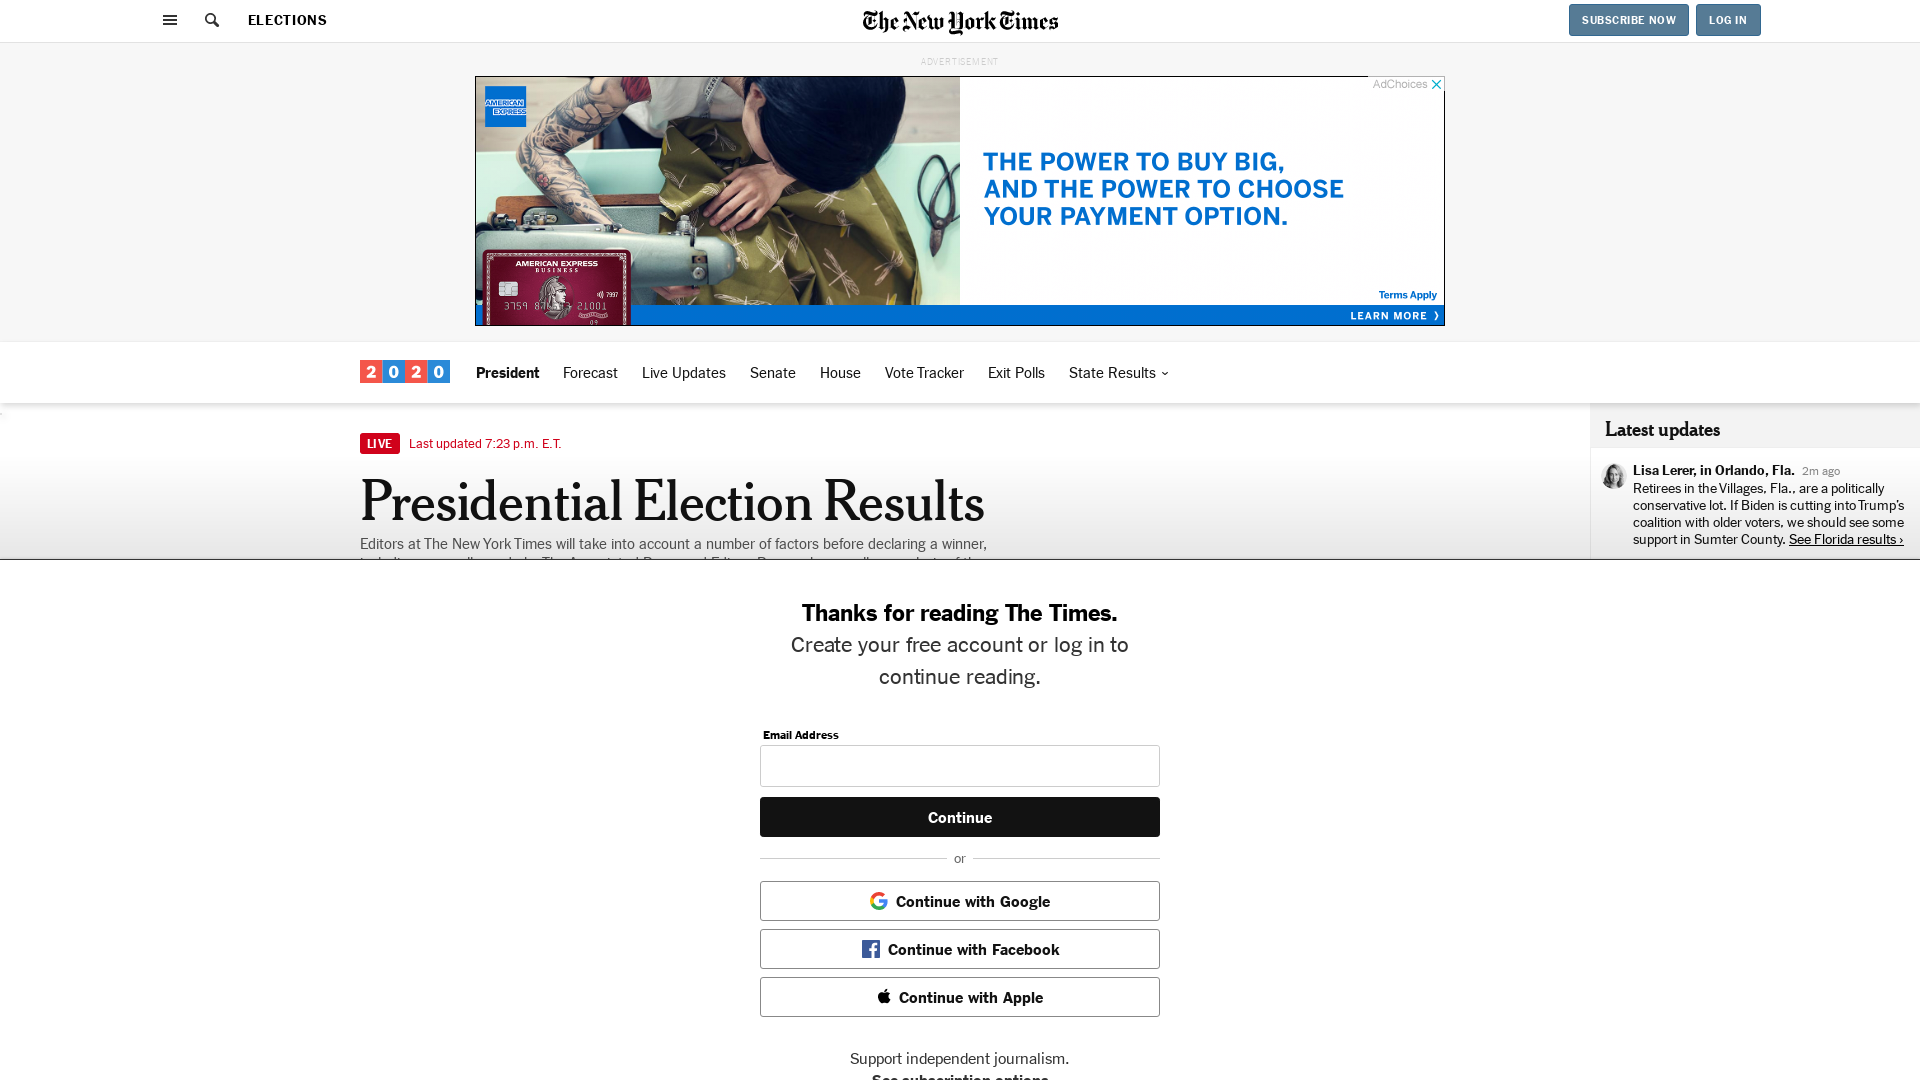 ELECTIONS
The New York Times
SUBSCRIBE NOW
LOG IN
ADVERTISEMENT
AdChoices
AMERICAN
EXPRESS
THE POWER TO BUY BIG,
AND THE POWER TO CHOOSE
YOUR PAYMENT OPTION.
AMERICAN EXPRESS
BUSINESS
7997
21001
09
Terms Apply
LEARN MORE
2020
President
Forecast
Live Updates
Senate
House
Vote Tracker
Exit Polls
State Results
LIVE Last updated 7:23 p.m. E.T.
Presidential Election Results
Editors at The New York Times will take into account a number of factors before declaring a winner,
Latest updates
Lisa Lerer, in Orlando, Fla. 2m ago
Retirees in the Villages, Fla., are a politically
conservative lot. If Biden is cutting into Trump's
coalition with older voters, we should see some
support in Sumter County. See Florida results ›
Thanks for reading The Times.
Create your free account or log in to
continue reading.
Email Address
Continue
or
Continue with Google
Continue with Facebook
Continue with Apple
Support independent journalism.
See subscription options